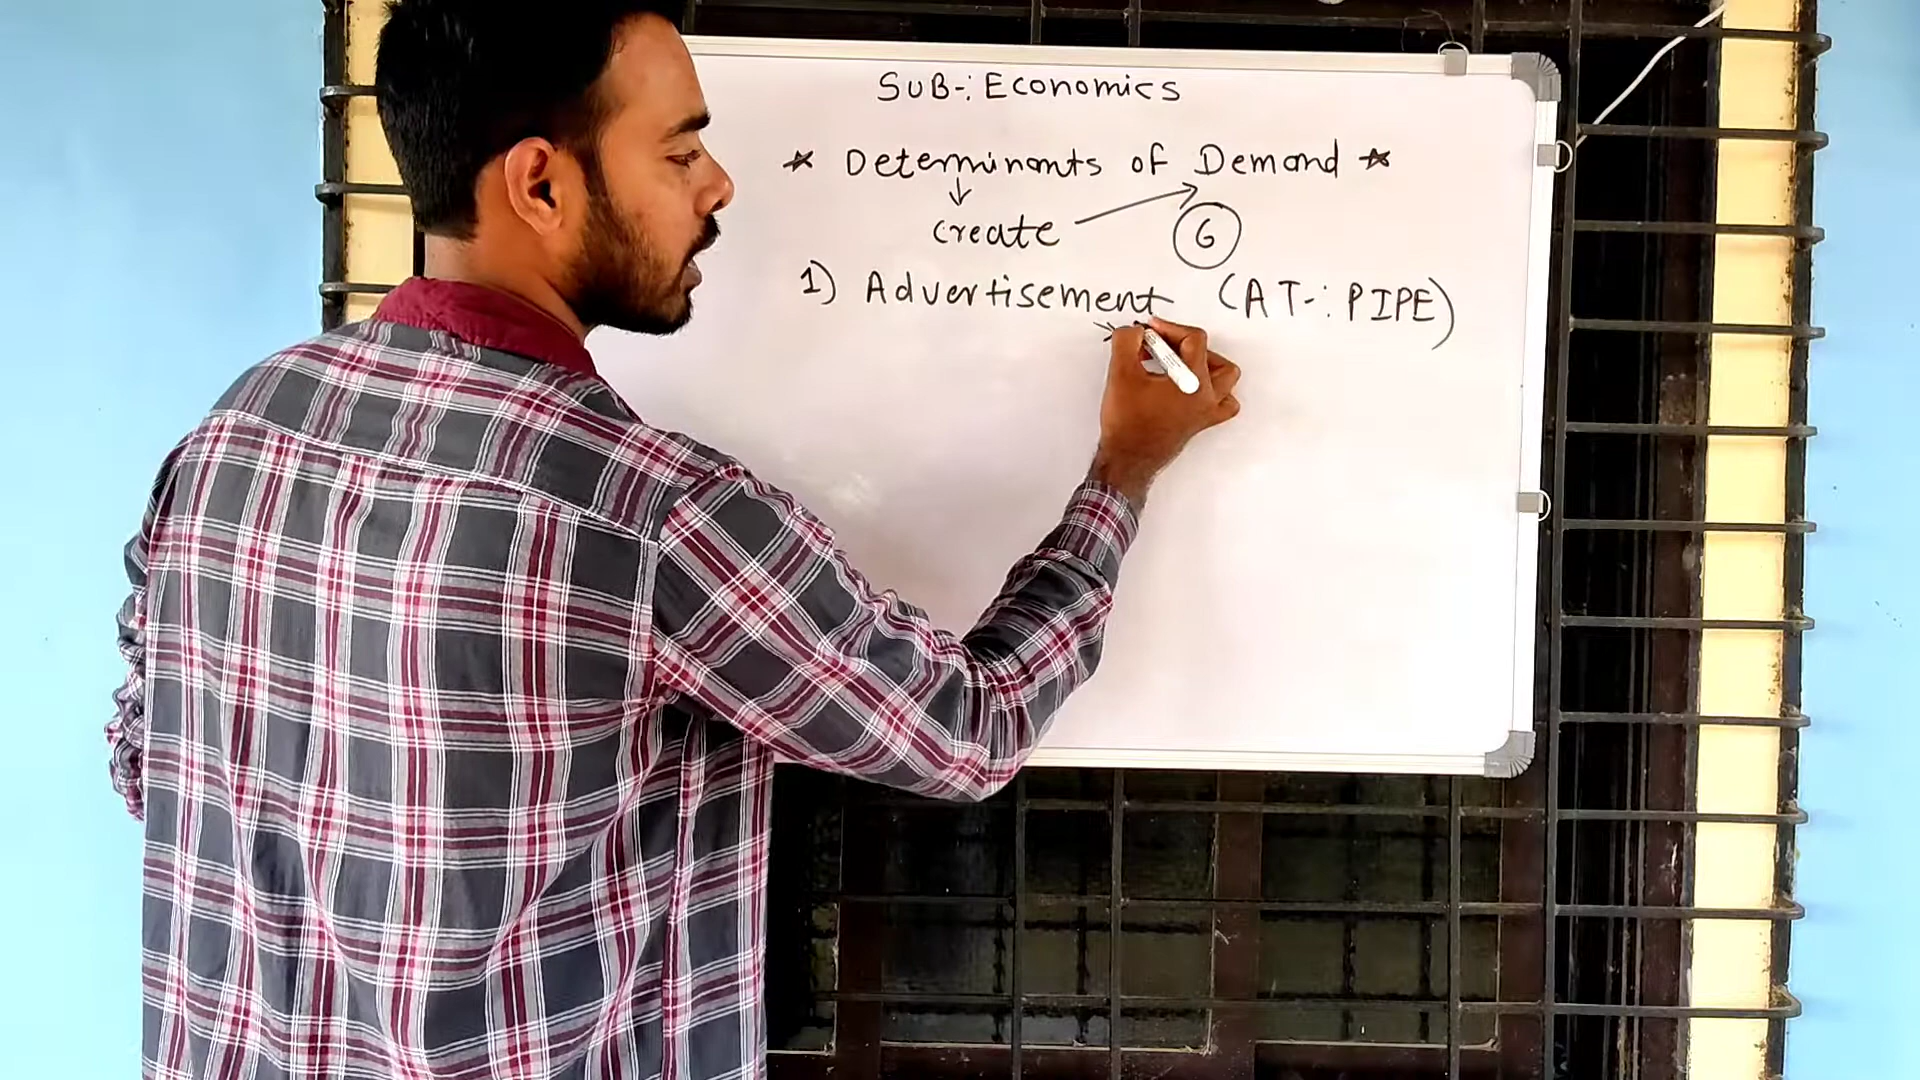 SUB-: Economics
* Determinants of Demand *
↓
create → 6
1) Advertisement (AT-: PIPE)